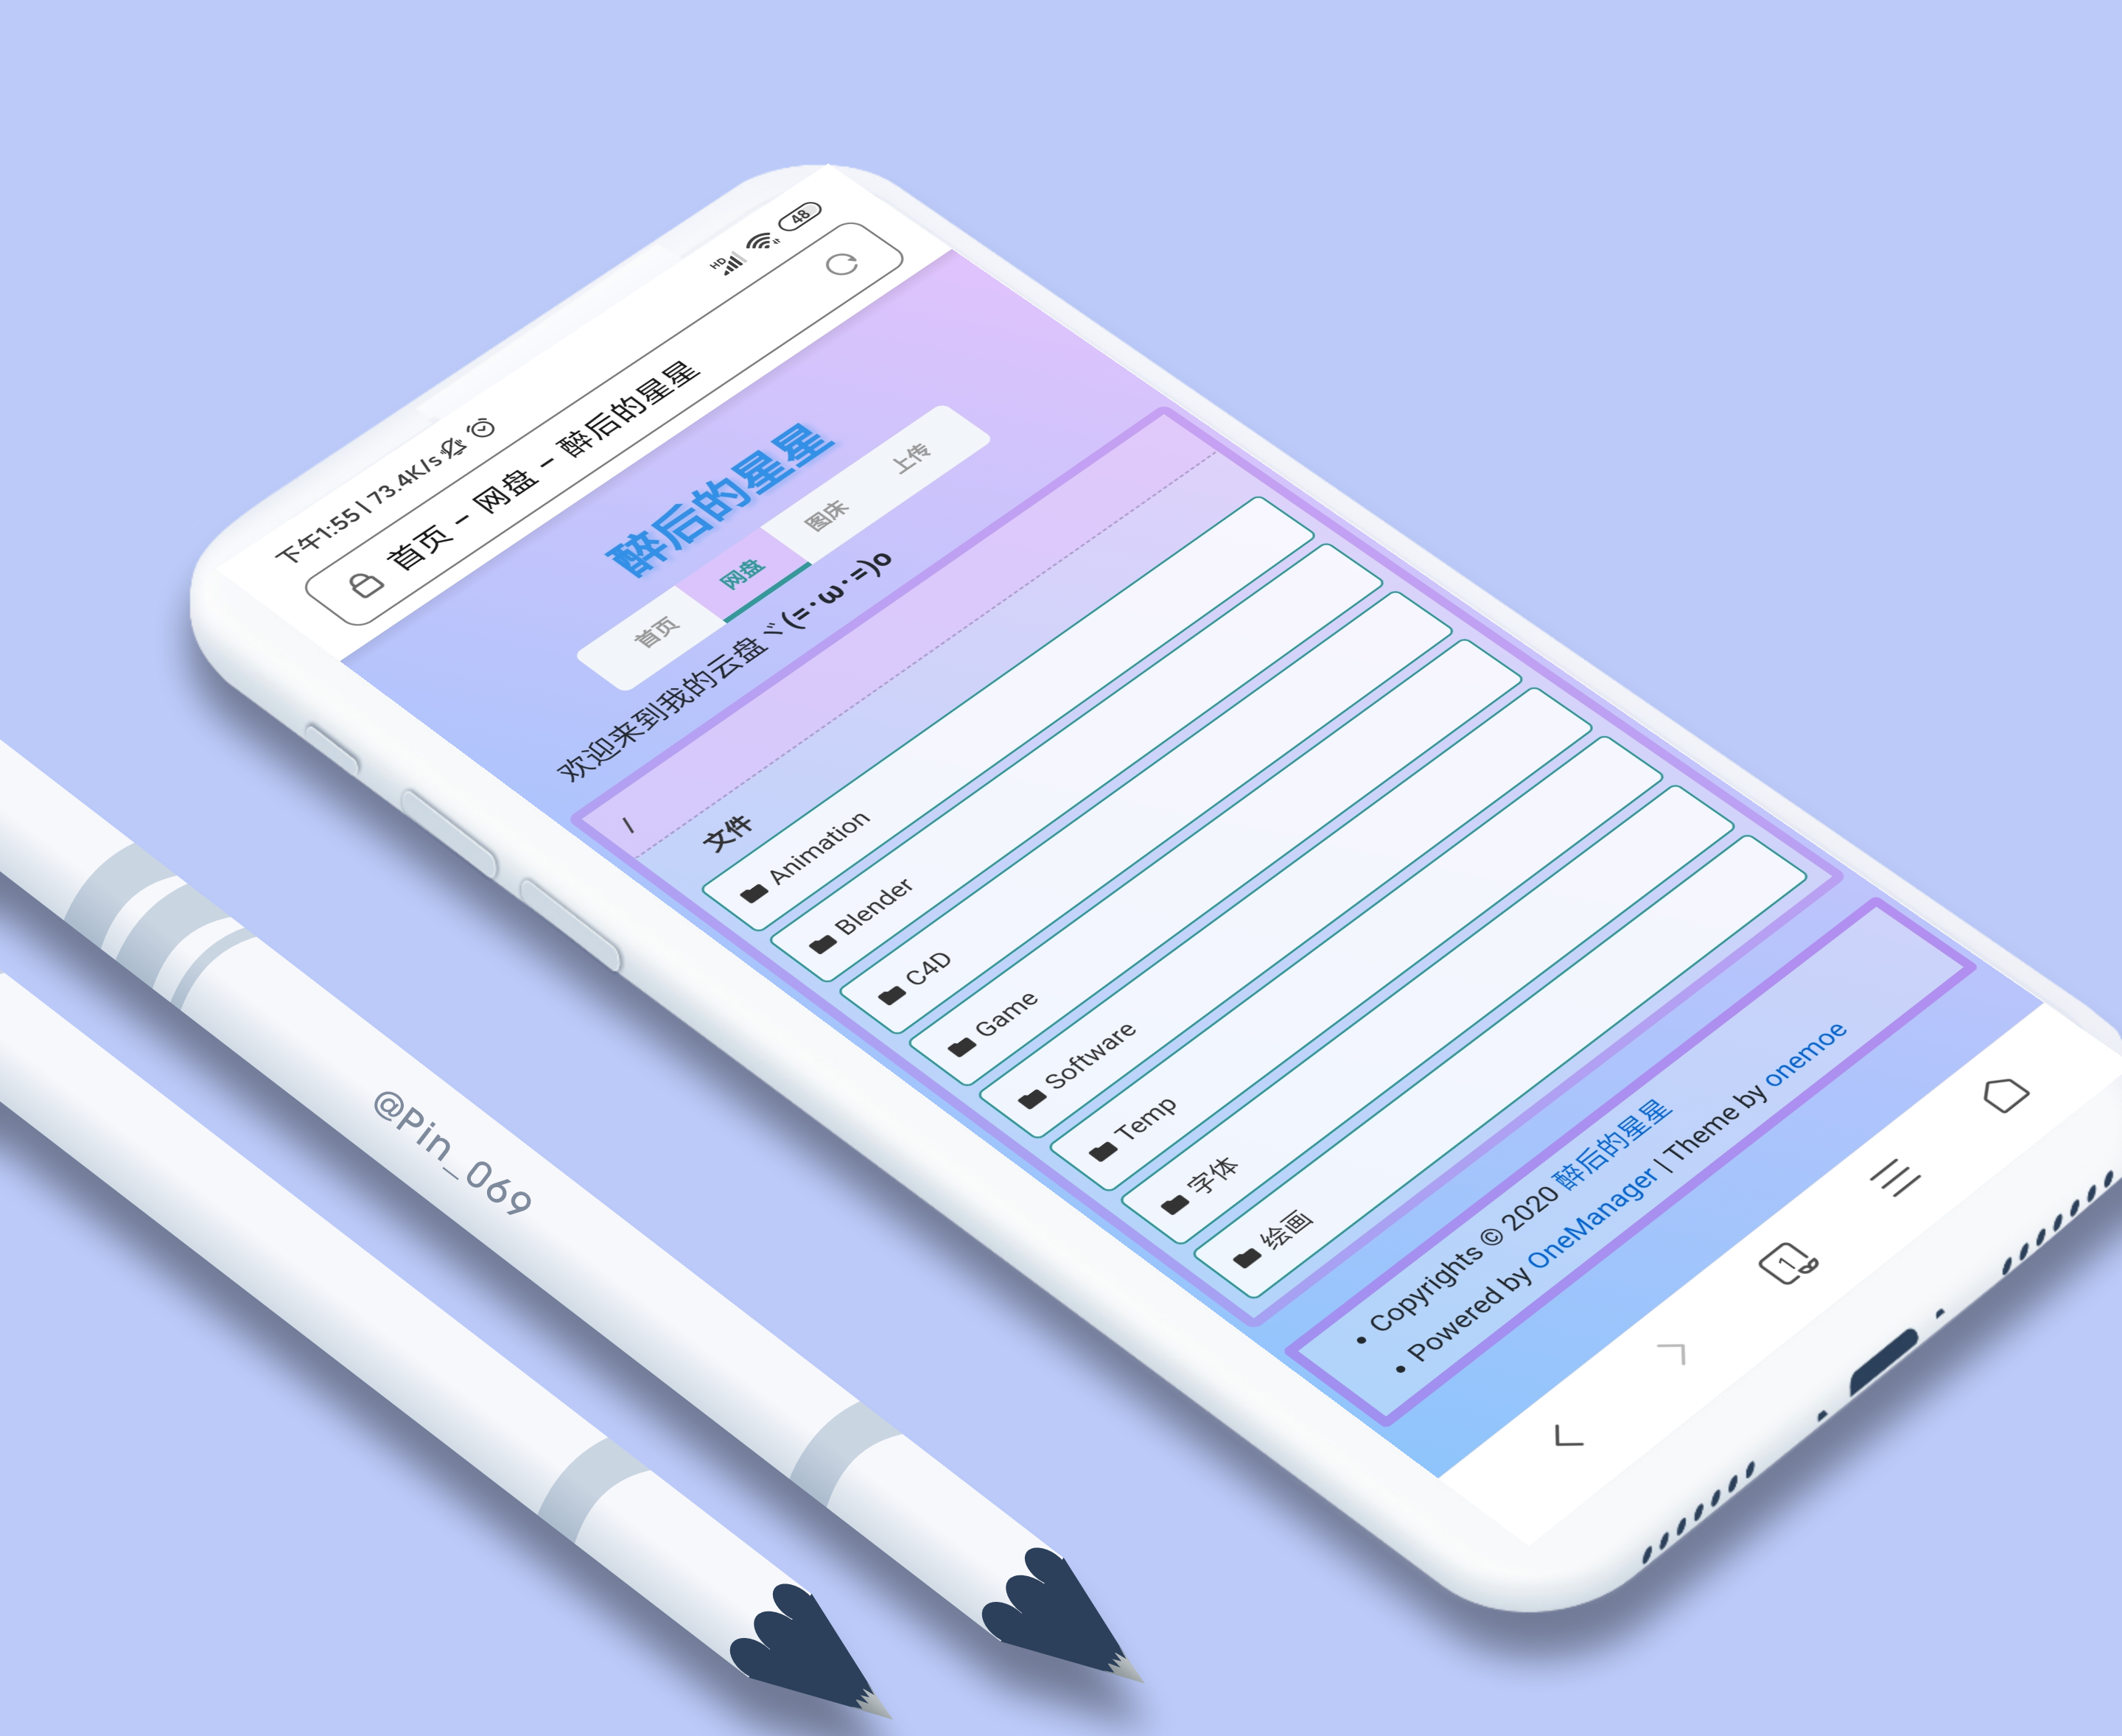 下午1:55 | 73.4K/s
HD
48
首页 - 网盘 - 醉后的星星
醉后的星星
首页 网盘 图床 上传
欢迎来到我的云盘ヾ(=･ω･=)o
/
文件
Animation
Blender
C4D
Game
Software
Temp
字体
绘画
• Copyrights © 2020 醉后的星星
• Powered by OneManager | Theme by onemoe
1
@Pin_069